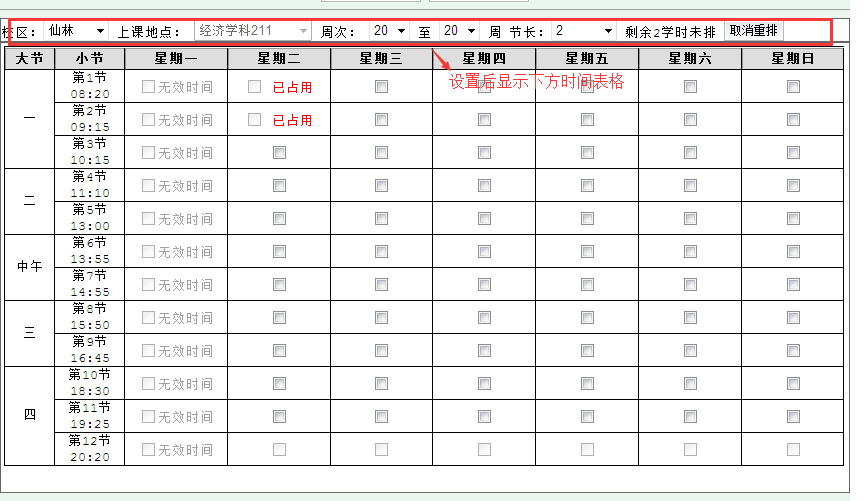 校区： 仙林 上课地点： 经济学科211 周次： 20 至 20 周 节长： 2 剩余2学时未排 取消重排
大节 小节 星期一 星期二 星期三 星期四 星期五 星期六 星期日
设置后显示下方时间表格
一
第1节
08:20 无效时间 已占用
第2节
09:15 无效时间 已占用
第3节
10:15 无效时间
二
第4节
11:10 无效时间
第5节
13:00 无效时间
中午
第6节
13:55 无效时间
第7节
14:55 无效时间
三
第8节
15:50 无效时间
第9节
16:45 无效时间
四
第10节
18:30 无效时间
第11节
19:25 无效时间
第12节
20:20 无效时间